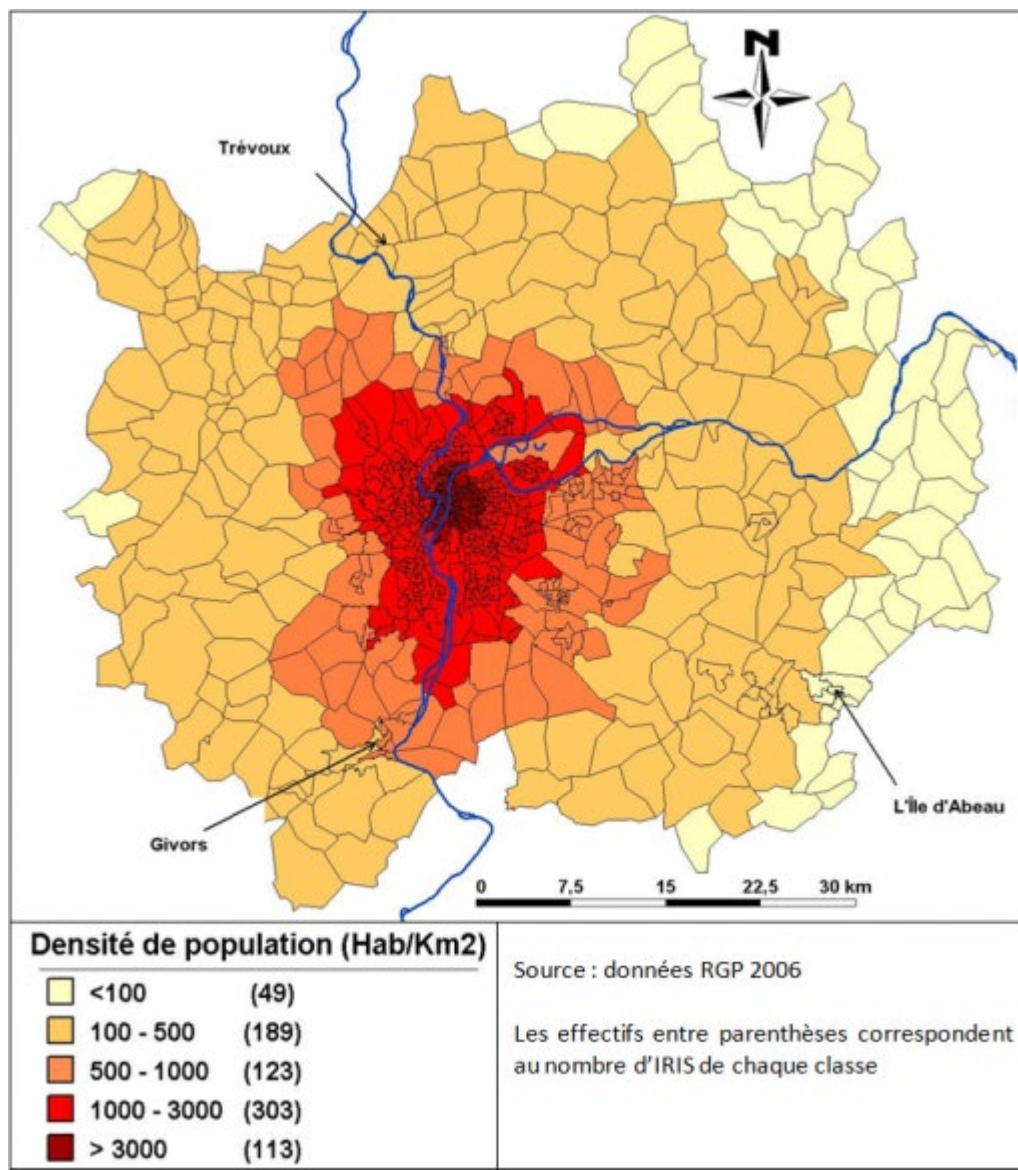 N
Trévoux
L'Île d'Abeau
Givors
0 7,5 15 22,5 30 km
Densité de population (Hab/Km2)
<100 (49)
100 - 500 (189)
500 - 1000 (123)
1000 - 3000 (303)
> 3000 (113)
Source : données RGP 2006
Les effectifs entre parenthèses correspondent
au nombre d'IRIS de chaque classe